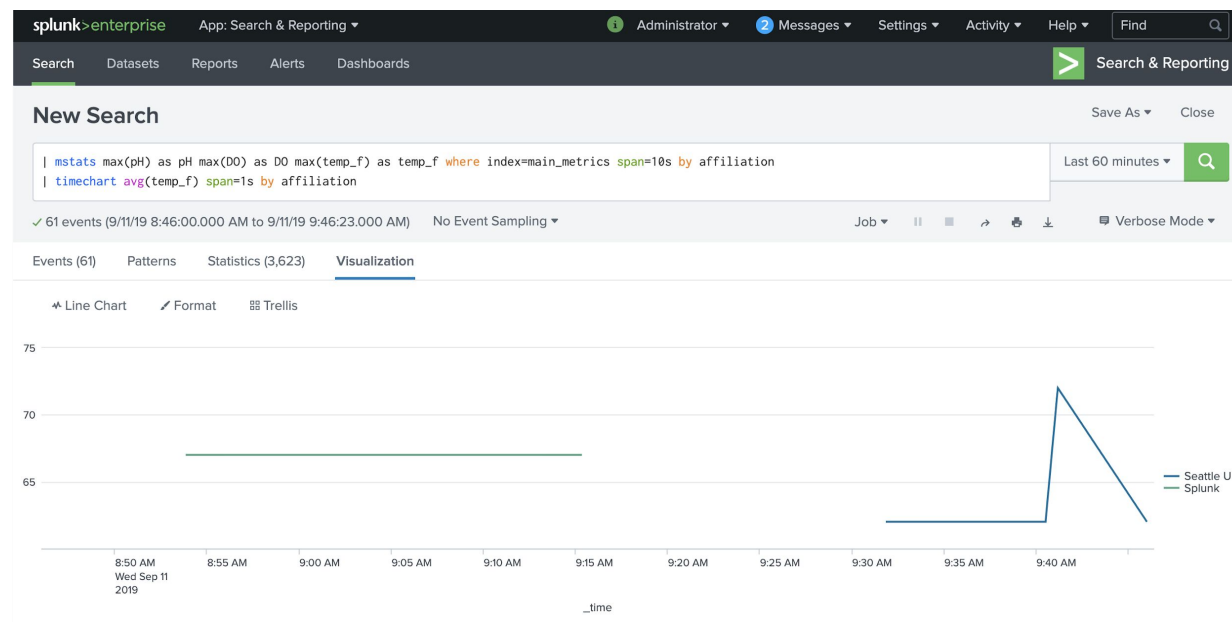 splunk>enterprise App: Search & Reporting Administrator 2 Messages Settings Activity Help Find
Search Datasets Reports Alerts Dashboards Search & Reporting
New Search Save As Close
| mstats max(pH) as pH max(DO) as DO max(temp_f) as temp_f where index=main_metrics span=10s by affiliation
| timechart avg(temp_f) span=1s by affiliation
Last 60 minutes
61 events (9/11/19 8:46:00.000 AM to 9/11/19 9:46:23.000 AM) No Event Sampling Job Verbose Mode
Events (61) Patterns Statistics (3,623) Visualization
Line Chart Format Trellis
75
70
65
Seattle U
Splunk
8:50 AM 8:55 AM 9:00 AM 9:05 AM 9:10 AM 9:15 AM 9:20 AM 9:25 AM 9:30 AM 9:35 AM 9:40 AM
Wed Sep 11
2019
_time